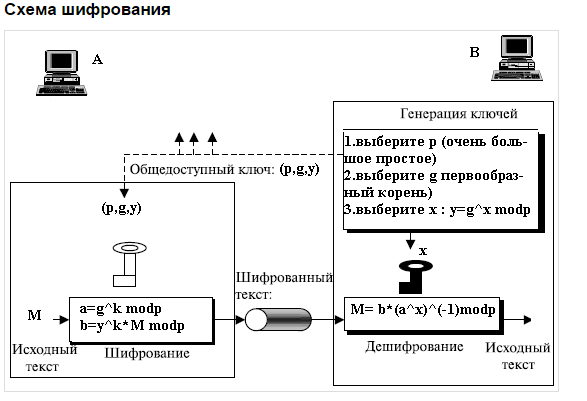 Схема шифрования
A
B
Генерация ключей
1.выберите p (очень боль-
шое простое)
2.выберите g первообраз-
ный корень)
3.выберите x : y=g^x modp
Общедоступный ключ: (p,g,y)
(p,g,y)
x
Шифрованный
текст:
M
a=g^k modp
b=y^k*M modp
M= b*(a^x)^(-1)modp
Исходный
текст
Шифрование
Дешифрование
Исходный
текст